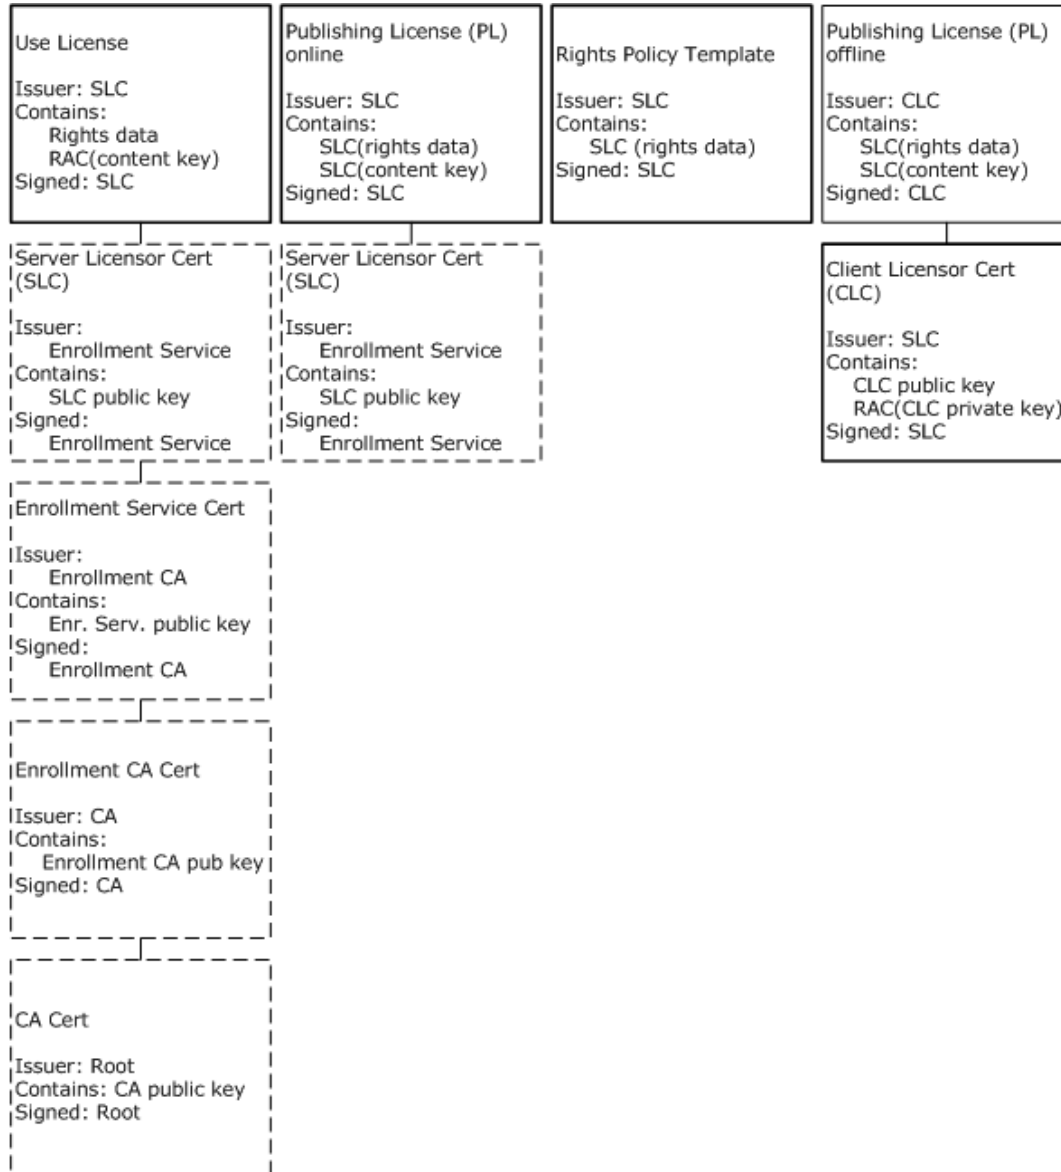 Use License
Issuer: SLC
Contains:
Rights data
RAC(content key)
Signed: SLC
Publishing License (PL)
online
Issuer: SLC
Contains:
SLC(rights data)
SLC(content key)
Signed: SLC
Rights Policy Template
Issuer: SLC
Contains:
SLC (rights data)
Signed: SLC
Publishing License (PL)
offline
Issuer: CLC
Contains:
SLC(rights data)
SLC(content key)
Signed: CLC
Server Licensor Cert
(SLC)
Issuer:
Enrollment Service
Contains:
SLC public key
Signed:
Enrollment Service
Server Licensor Cert
(SLC)
Issuer:
Enrollment Service
Contains:
SLC public key
Signed:
Enrollment Service
Client Licensor Cert
(CLC)
Issuer: SLC
Contains:
CLC public key
RAC(CLC private key)
Signed: SLC
Enrollment Service Cert
Issuer:
Enrollment CA
Contains:
Enr. Serv. public key
Signed:
Enrollment CA
Enrollment CA Cert
Issuer: CA
Contains:
Enrollment CA pub key
Signed: CA
CA Cert
Issuer: Root
Contains: CA public key
Signed: Root